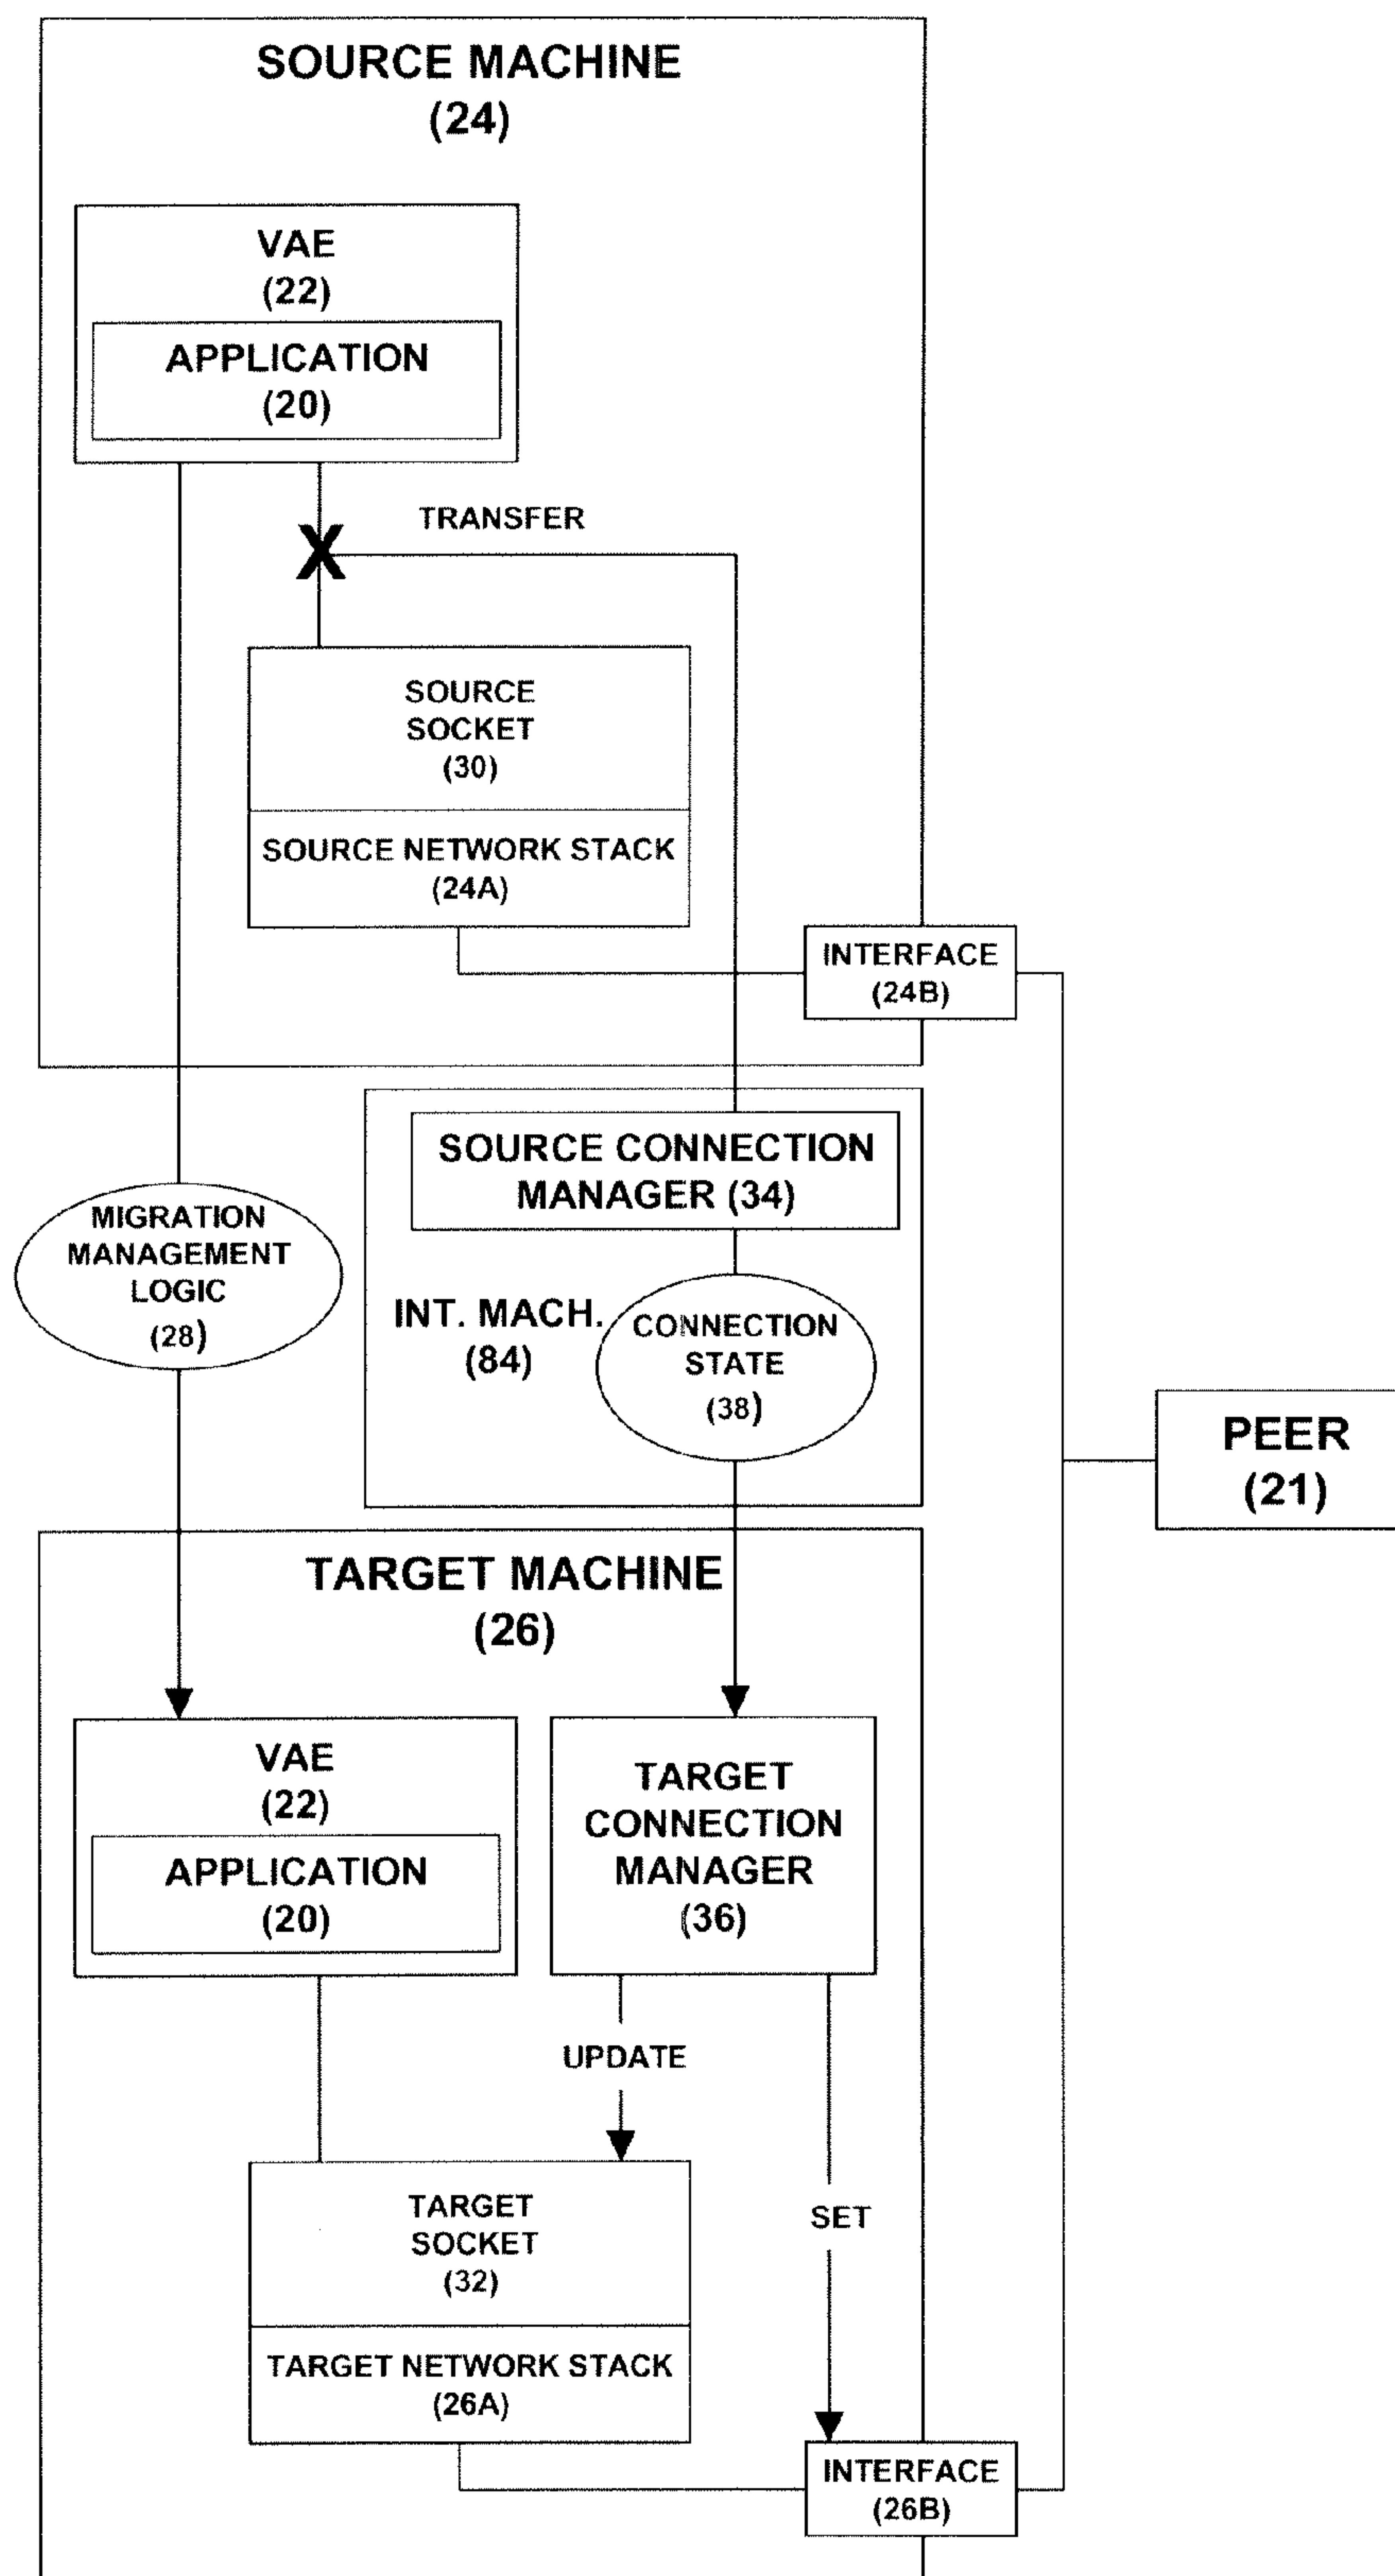 SOURCE MACHINE
(24)
VAE
(22)
APPLICATION
(20)
TRANSFER
X
SOURCE
SOCKET
(30)
SOURCE NETWORK STACK
(24A)
INTERFACE
(24B)
SOURCE CONNECTION
MANAGER (34)
MIGRATION
MANAGEMENT
LOGIC
(28)
INT. MACH.
(84)
CONNECTION
STATE
(38)
PEER
(21)
TARGET MACHINE
(26)
VAE
(22)
APPLICATION
(20)
TARGET
CONNECTION
MANAGER
(36)
UPDATE
SET
TARGET
SOCKET
(32)
TARGET NETWORK STACK
(26A)
INTERFACE
(26B)